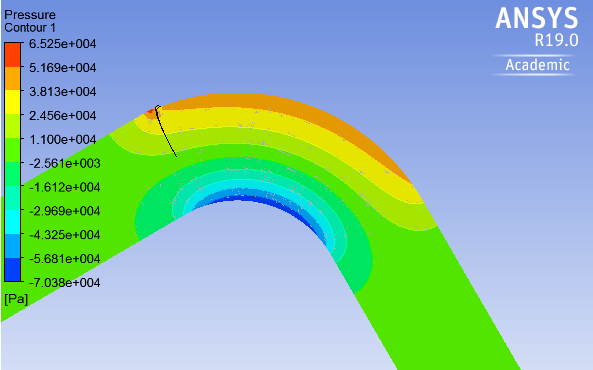 Pressure
Contour 1
6.525e+004
5.169e+004
3.813e+004
2.456e+004
1.100e+004
-2.561e+003
-1.612e+004
-2.969e+004
-4.325e+004
-5.681e+004
-7.038e+004
[Pa]
ANSYS
R19.0
Academic